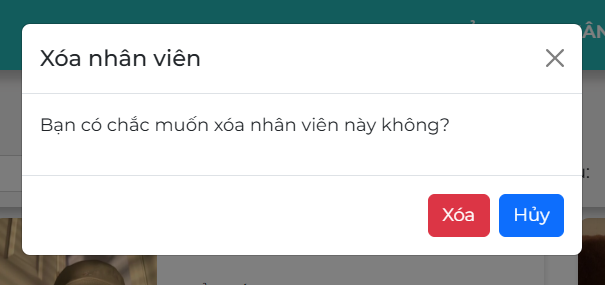 Xóa nhân viên
Bạn có chắc muốn xóa nhân viên này không?
Xóa
Hủy